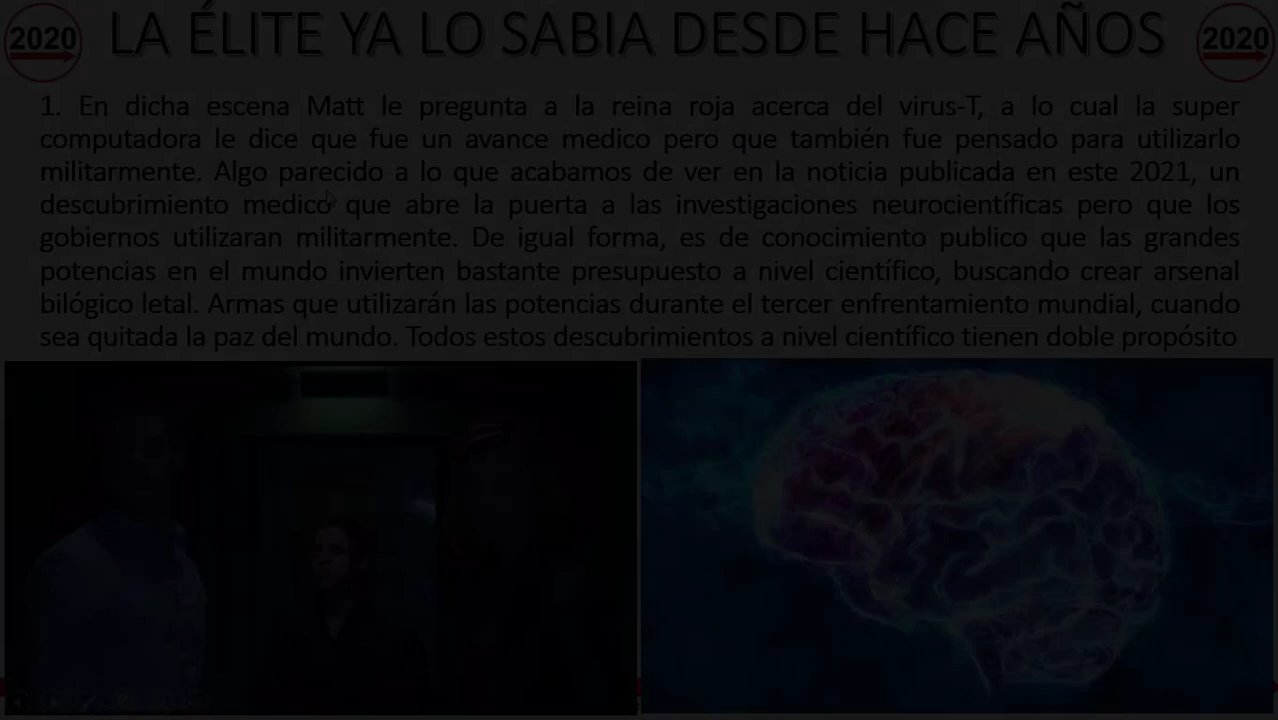 2020 LA ÉLITE YA LO SABIA DESDE HACE AÑOS 2020
1. En dicha escena Matt le pregunta a la reina roja acerca del virus-T, a lo cual la super
computadora le dice que fue un avance medico pero que también fue pensado para utilizarlo
militarmente. Algo parecido a lo que acabamos de ver en la noticia publicada en este 2021, un
descubrimiento medico que abre la puerta a las investigaciones neurocientíficas pero que los
gobiernos utilizaran militarmente. De igual forma, es de conocimiento publico que las grandes
potencias en el mundo invierten bastante presupuesto a nivel científico, buscando crear arsenal
bilógico letal. Armas que utilizarán las potencias durante el tercer enfrentamiento mundial, cuando
sea quitada la paz del mundo. Todos estos descubrimientos a nivel científico tienen doble propósito